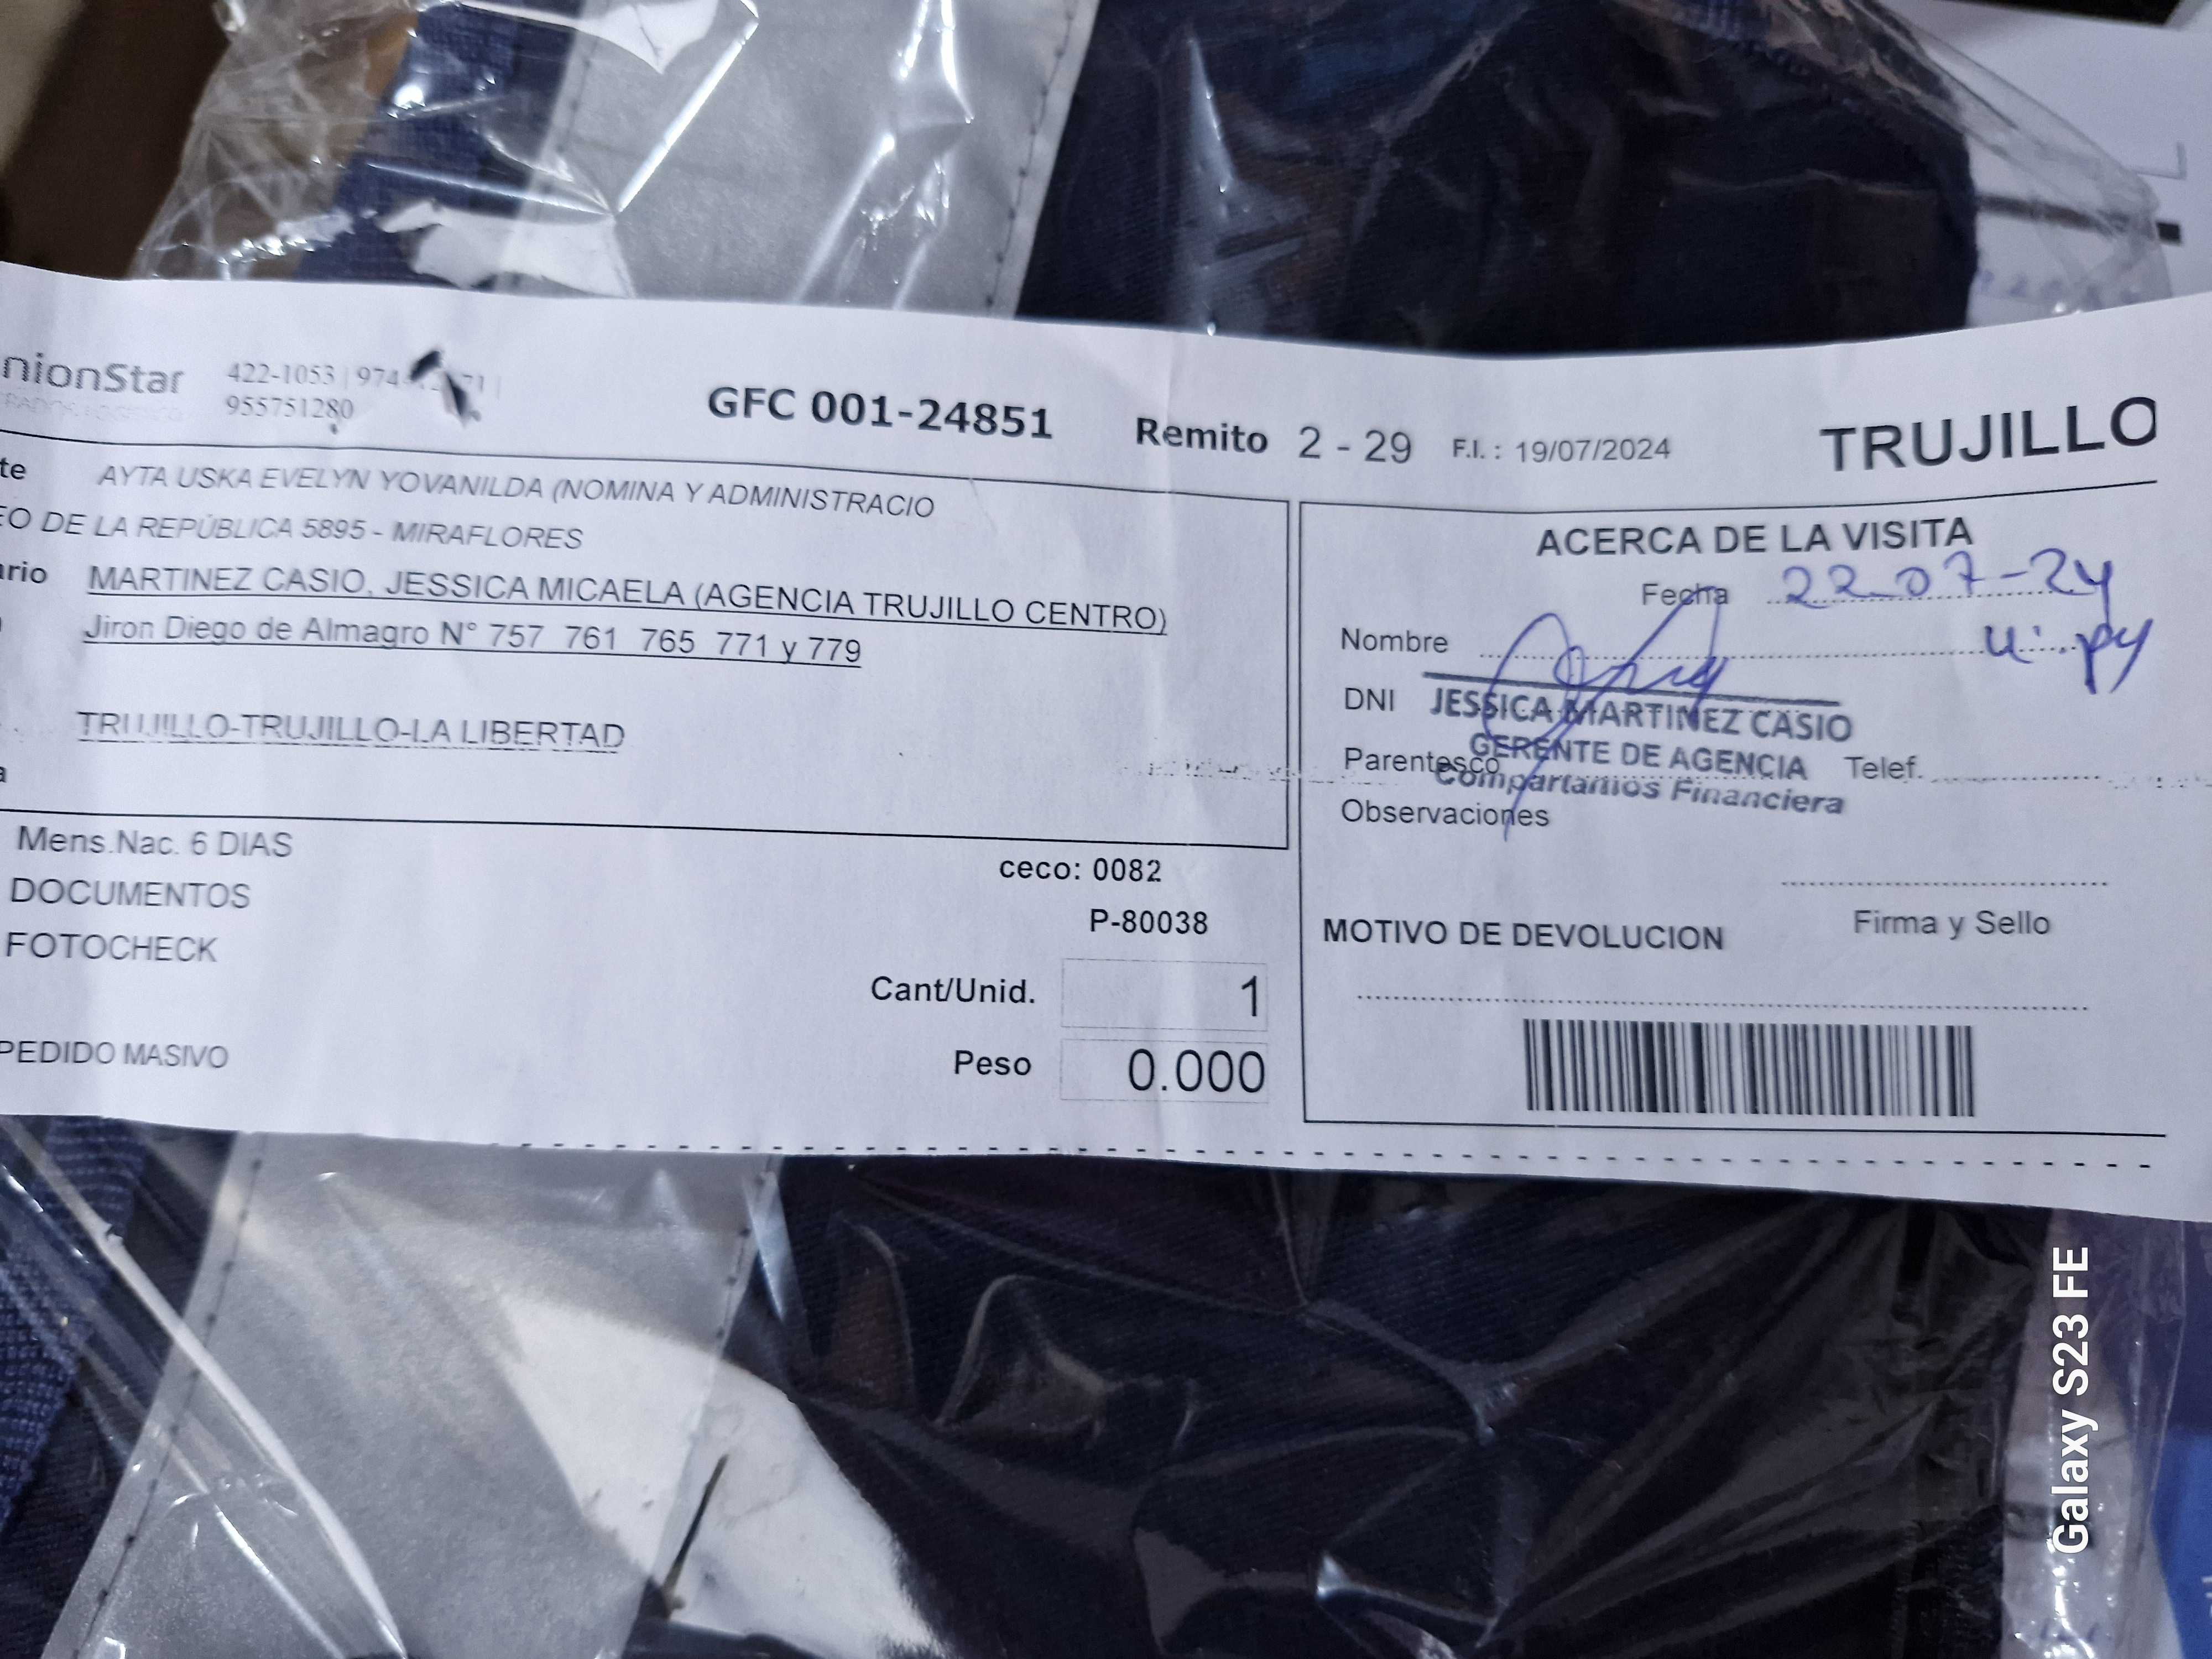 nionStar
422-1053 | 974
955751280
GFC 001-24851 Remito 2 - 29 F.I. : 19/07/2024 TRUJILLO
te AYTA USKA EVELYN YOVANILDA (NOMINA Y ADMINISTRACIO
EO DE LA REPÚBLICA 5895 - MIRAFLORES
ario MARTINEZ CASIO, JESSICA MICAELA (AGENCIA TRUJILLO CENTRO)
Jiron Diego de Almagro N° 757 761 765 771 y 779
TRUJILLO-TRUJILLO-LA LIBERTAD
a
Mens.Nac. 6 DIAS
DOCUMENTOS
FOTOCHECK
PEDIDO MASIVO
ceco: 0082
P-80038
Cant/Unid. 1
Peso 0.000
ACERCA DE LA VISITA
Fecha 22-07-24
Nombre
DNI JESSICA MARTINEZ CASIO
GERENTE DE AGENCIA
Parentesco Telef.
Compartamos Financiera
Observaciones
Firma y Sello
MOTIVO DE DEVOLUCION
Galaxy S23 FE